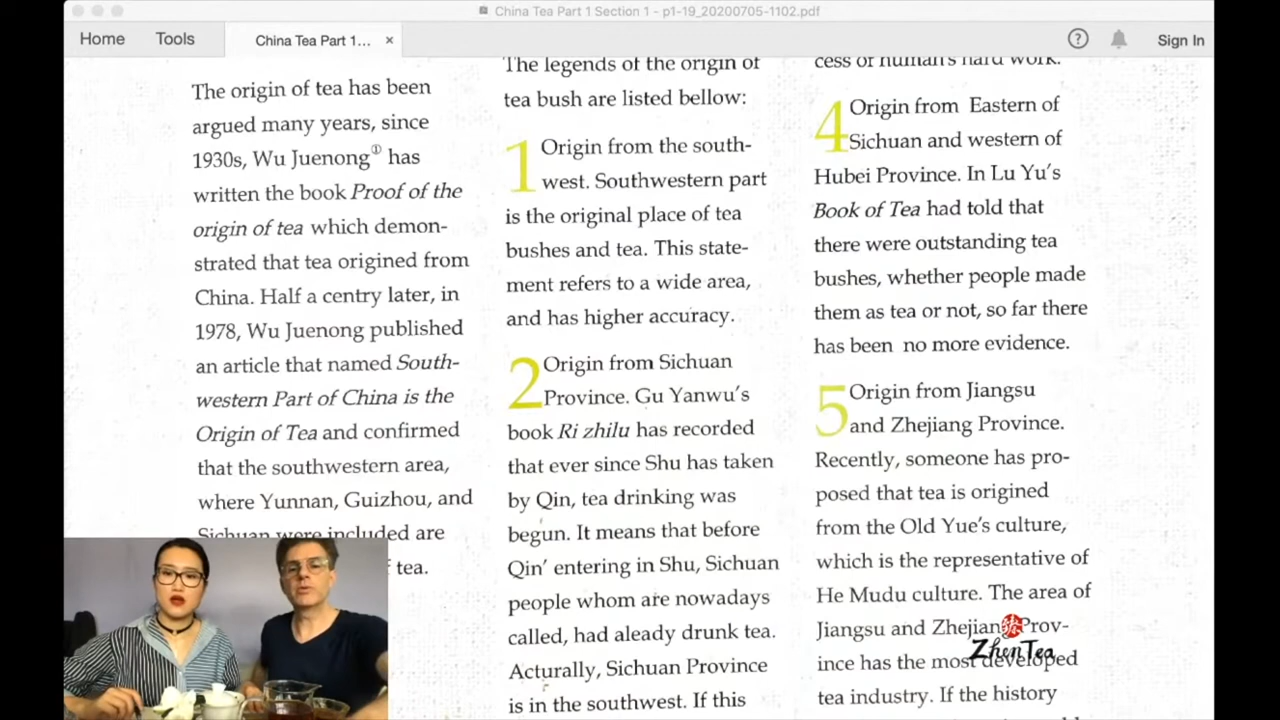 China Tea Part 1 Section 1 - p1-19_20200705-1102.pdf
Home
Tools
China Tea Part 1...
×
?
Sign In
The origin of tea has been
argued many years, since
1930s, Wu Juenong① has
written the book Proof of the
origin of tea which demon-
strated that tea origined from
China. Half a centry later, in
1978, Wu Juenong published
an article that named South-
western Part of China is the
Origin of Tea and confirmed
that the southwestern area,
where Yunnan, Guizhou, and
Sichuan were included are
tea.
The legends of the origin of
tea bush are listed bellow:
1 Origin from the south-
west. Southwestern part
is the original place of tea
bushes and tea. This state-
ment refers to a wide area,
and has higher accuracy.
2 Origin from Sichuan
Province. Gu Yanwu's
book Ri zhilu has recorded
that ever since Shu has taken
by Qin, tea drinking was
begun. It means that before
Qin' entering in Shu, Sichuan
people whom are nowadays
called, had aleady drunk tea.
Acturally, Sichuan Province
is in the southwest. If this
cess of human's hard work.
4 Origin from Eastern of
Sichuan and western of
Hubei Province. In Lu Yu's
Book of Tea had told that
there were outstanding tea
bushes, whether people made
them as tea or not, so far there
has been no more evidence.
5 Origin from Jiangsu
and Zhejiang Province.
Recently, someone has pro-
posed that tea is origined
from the Old Yue's culture,
which is the representative of
He Mudu culture. The area of
Jiangsu and Zhejiang Prov-
ince has the most developed
tea industry. If the history
ZhenTea